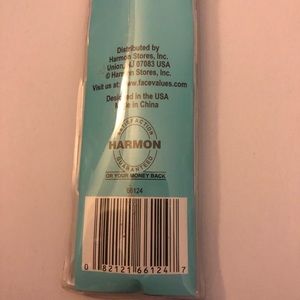 Distributed by
Harmon Stores, Inc.
Union, NJ 07083 USA
© Harmon Stores, Inc.
Visit us at: www.facevalues.com
Designed in the USA
Made in China
SATISFACTION
HARMON
GUARANTEED
OR YOUR MONEY BACK
66124
0 82121 66124 7